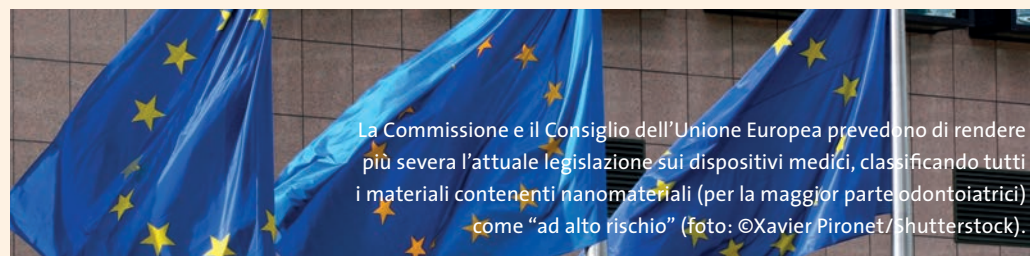 La Commissione e il Consiglio dell’Unione Europea prevedono di rendere
più severa l’attuale legislazione sui dispositivi medici, classificando tutti
i materiali contenenti nanomateriali (per la maggior parte odontoiatrici)
come “ad alto rischio” (foto: ©Xavier Pironet/Shutterstock).